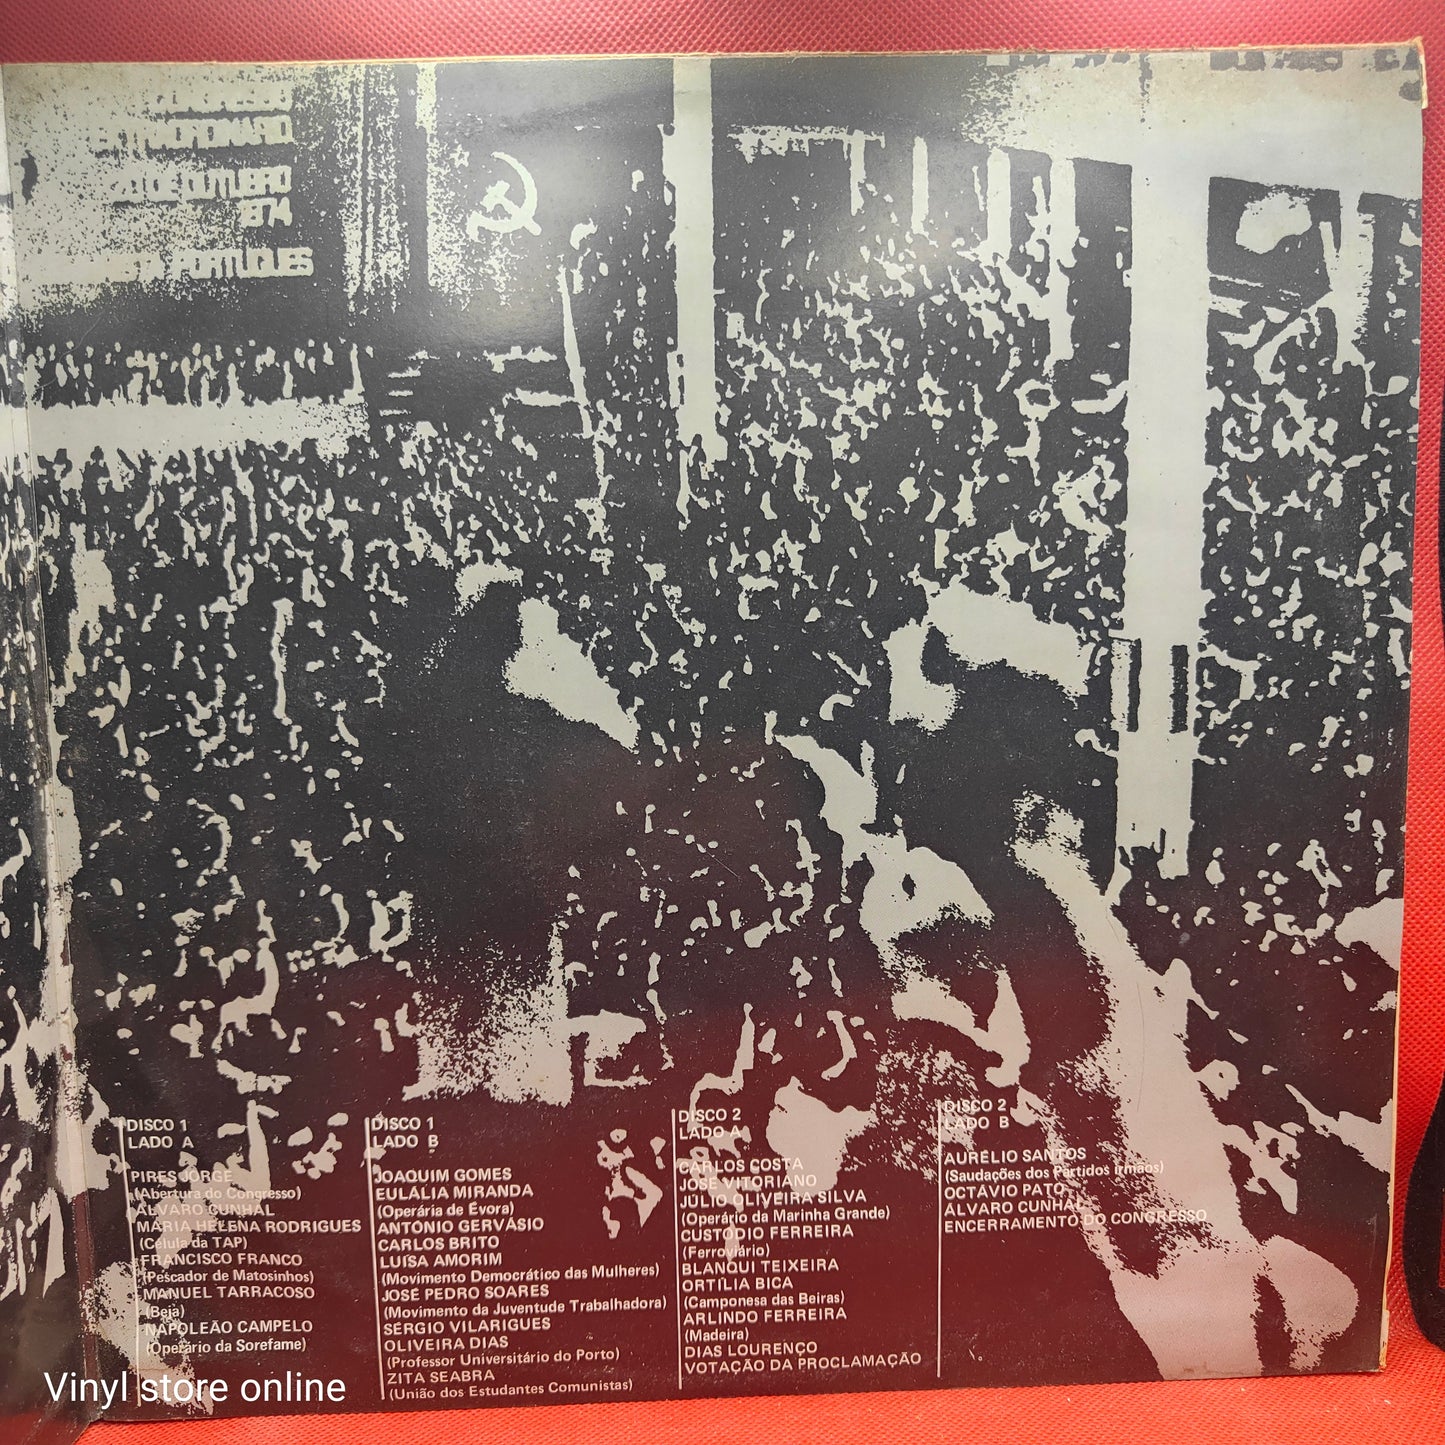 CONGRESSO
EXTRAORDINÁRIO
20 DE OUTUBRO
1974
PORTUGUÊS
DISCO 1
LADO A
PIRES JORGE
(Abertura do Congresso)
ÁLVARO CUNHAL
MARIA HELENA RODRIGUES
(Célula da TAP)
FRANCISCO FRANCO
(Pescador de Matosinhos)
MANUEL TARRACOSO
(Beja)
NAPOLEÃO CAMPELO
(Operário da Sorefame)
DISCO 1
LADO B
JOAQUIM GOMES
EULÁLIA MIRANDA
(Operária de Évora)
ANTÓNIO GERVÁSIO
CARLOS BRITO
LUÍSA AMORIM
(Movimento Democrático das Mulheres)
JOSÉ PEDRO SOARES
(Movimento da Juventude Trabalhadora)
SÉRGIO VILARIGUES
OLIVEIRA DIAS
(Professor Universitário do Porto)
ZITA SEABRA
(União dos Estudantes Comunistas)
DISCO 2
LADO A
CARLOS COSTA
JOSÉ VITORIANO
JÚLIO OLIVEIRA SILVA
(Operário da Marinha Grande)
CUSTÓDIO FERREIRA
(Ferroviário)
BLANQUI TEIXEIRA
ORTÍLIA BICA
(Camponesa das Beiras)
ARLINDO FERREIRA
(Madeira)
DIAS LOURENÇO
VOTAÇÃO DA PROCLAMAÇÃO
DISCO 2
LADO B
AURÉLIO SANTOS
(Saudações dos Partidos irmãos)
OCTÁVIO PATO
ÁLVARO CUNHAL
ENCERRAMENTO DO CONGRESSO
Vinyl store online